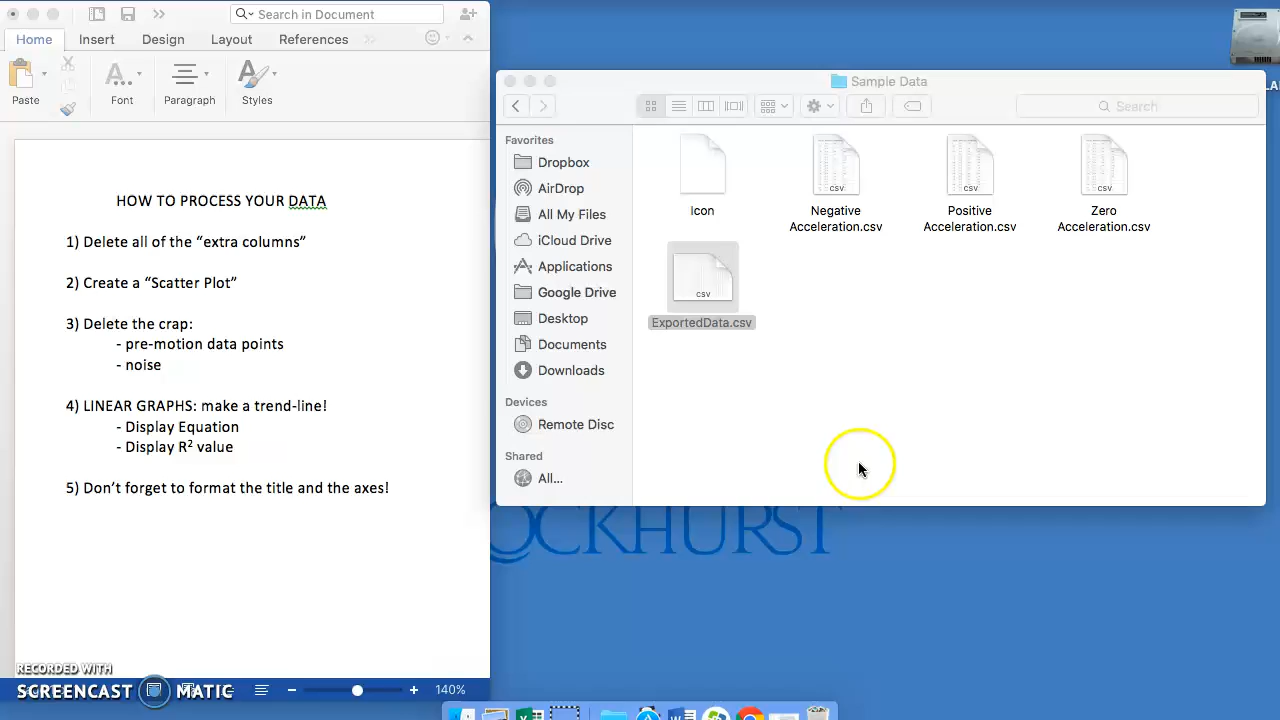 Search in Document
Home Insert Design Layout References
Paste Font Paragraph Styles
HOW TO PROCESS YOUR DATA
1) Delete all of the “extra columns”
2) Create a “Scatter Plot”
3) Delete the crap:
- pre-motion data points
- noise
4) LINEAR GRAPHS: make a trend-line!
- Display Equation
- Display R² value
5) Don’t forget to format the title and the axes!
RECORDED WITH
SCREENCAST MATIC
140%
Sample Data
Search
Favorites
Dropbox
AirDrop
All My Files
iCloud Drive
Applications
Google Drive
Desktop
Documents
Downloads
Devices
Remote Disc
Shared
All...
Icon
csv
Negative
Acceleration.csv
csv
Positive
Acceleration.csv
csv
Zero
Acceleration.csv
csv
ExportedData.csv
OCKHURST